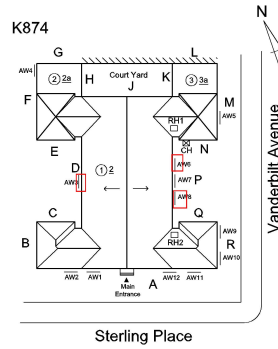 K874
N
G
L
AW4
② 2a
H
Court Yard
J
K
③ 3a
F
M
AW5
RH1
E
CH
N
D
AW3
① 2
AW6
AW7
P
AW8
C
Q
B
RH2
AW9
R
AW10
AW2
AW1
A
AW12
AW11
Main
Entrance
Vanderbilt Avenue
Sterling Place